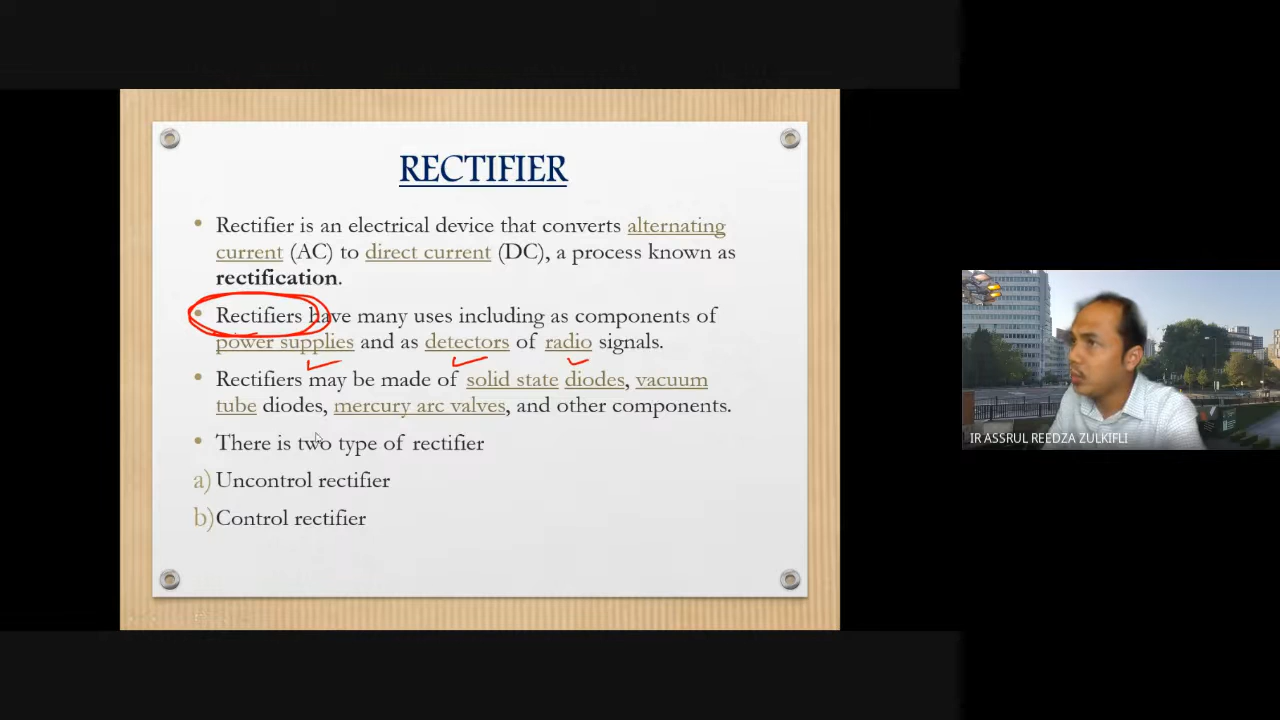 RECTIFIER
• Rectifier is an electrical device that converts alternating
current (AC) to direct current (DC), a process known as
rectification.
• Rectifiers have many uses including as components of
power supplies and as detectors of radio signals.
• Rectifiers may be made of solid state diodes, vacuum
tube diodes, mercury arc valves, and other components.
• There is two type of rectifier
a) Uncontrol rectifier
b) Control rectifier
IR ASSRUL REEDZA ZULKIFLI